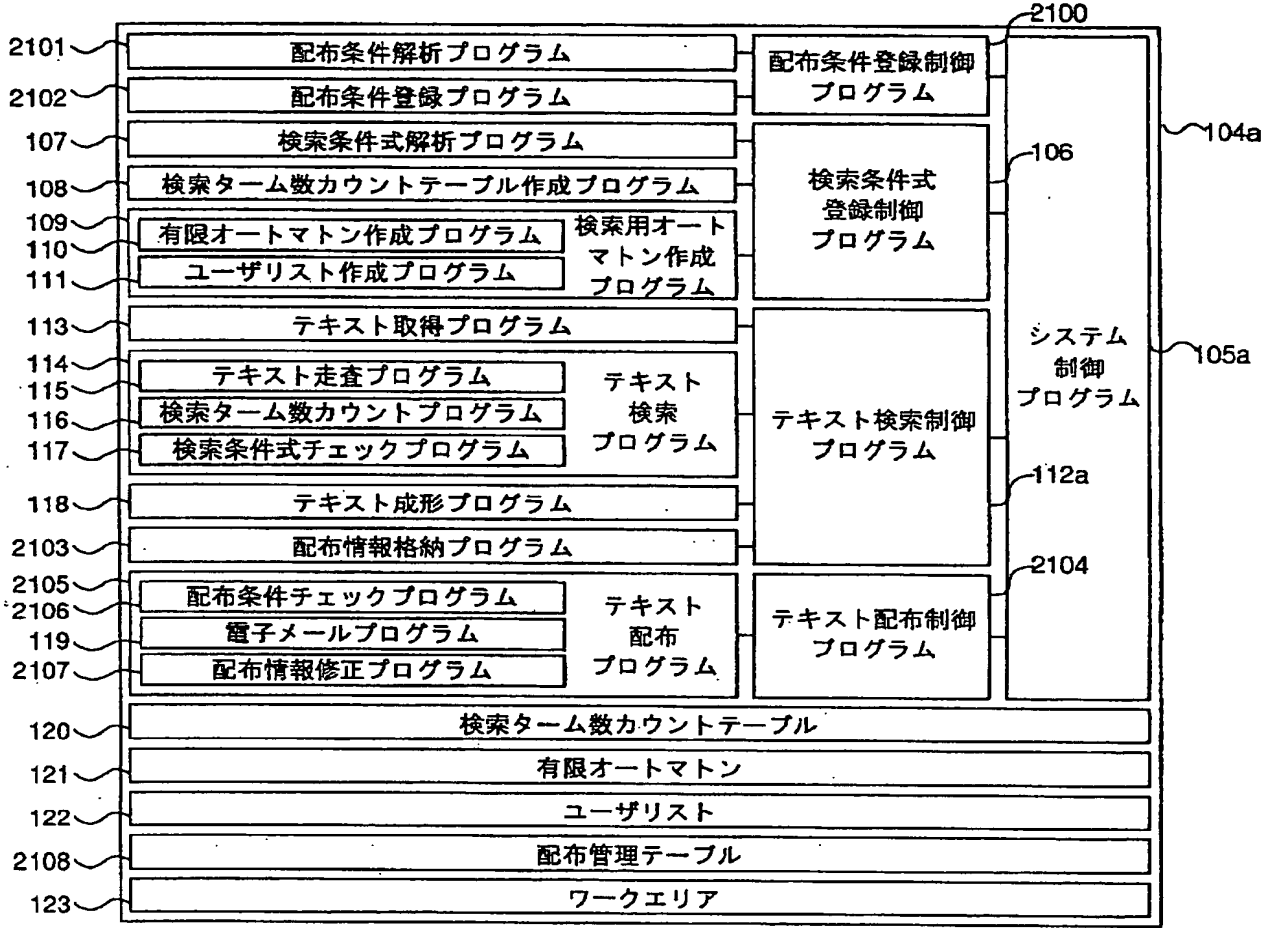 2100
2101
配布条件解析プログラム
配布条件登録制御
プログラム
2102
配布条件登録プログラム
104a
107
検索条件式解析プログラム
106
108
検索ターム数カウントテーブル作成プログラム
検索条件式
登録制御
プログラム
109
110
有限オートマトン作成プログラム
検索用オート
マトン作成
プログラム
111
ユーザリスト作成プログラム
113
テキスト取得プログラム
システム
制御
プログラム
105a
114
115
テキスト走査プログラム
テキスト
検索
プログラム
116
検索ターム数カウントプログラム
テキスト検索制御
プログラム
117
検索条件式チェックプログラム
112a
118
テキスト成形プログラム
2103
配布情報格納プログラム
2104
2105
2106
配布条件チェックプログラム
テキスト
配布
プログラム
テキスト配布制御
プログラム
119
電子メールプログラム
2107
配布情報修正プログラム
120
検索ターム数カウントテーブル
121
有限オートマトン
122
ユーザリスト
2108
配布管理テーブル
123
ワークエリア